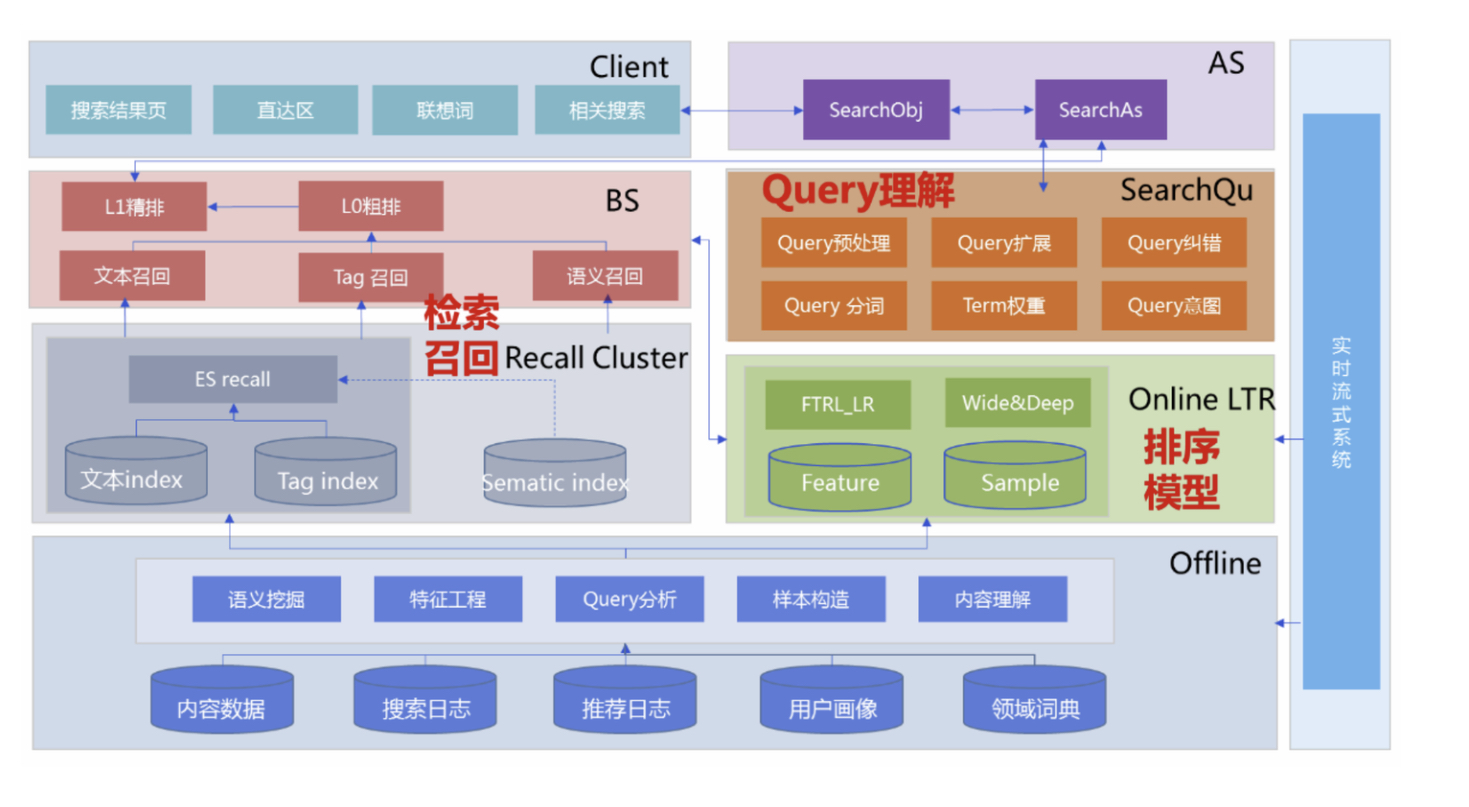 Client
搜索结果页
直达区
联想词
相关搜索
AS
SearchObj
SearchAs
BS
L1精排
L0粗排
文本召回
Tag 召回
语义召回
Query理解
SearchQu
Query预处理
Query扩展
Query纠错
Query 分词
Term权重
Query意图
检索
召回
Recall Cluster
ES recall
文本index
Tag index
Sematic index
Online LTR
排序
模型
FTRL_LR
Wide&Deep
Feature
Sample
Offline
语义挖掘
特征工程
Query分析
样本构造
内容理解
内容数据
搜索日志
推荐日志
用户画像
领域词典
实
时
流
式
系
统